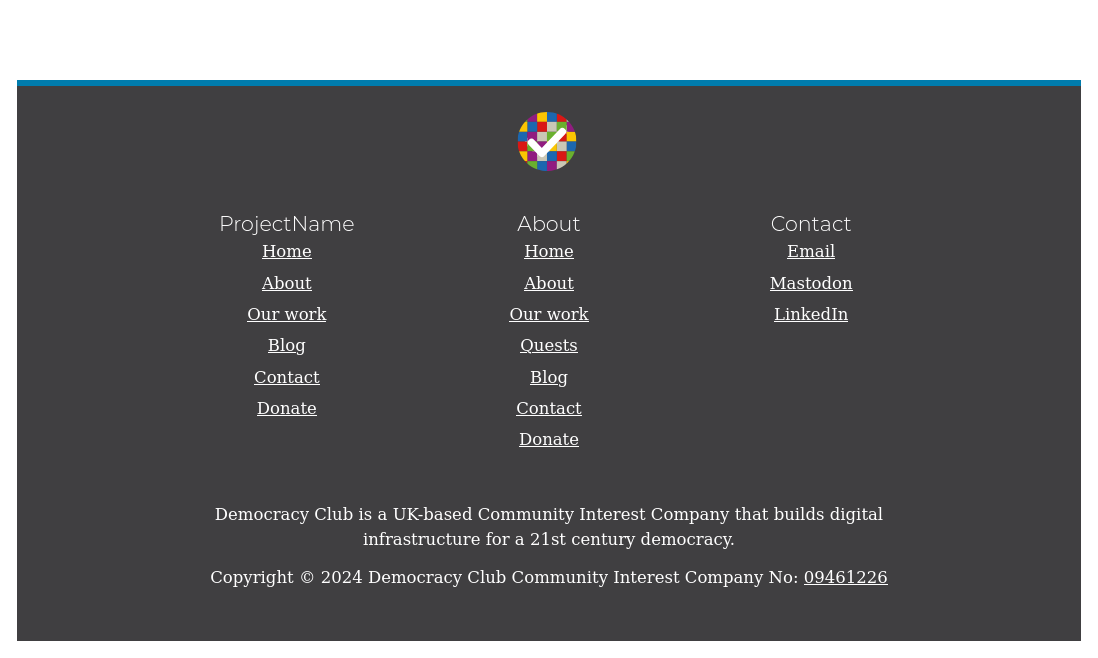 ProjectName
Home
About
Our work
Blog
Contact
Donate
About
Home
About
Our work
Quests
Blog
Contact
Donate
Contact
Email
Mastodon
LinkedIn
Democracy Club is a UK-based Community Interest Company that builds digital
infrastructure for a 21st century democracy.
Copyright © 2024 Democracy Club Community Interest Company No: 09461226